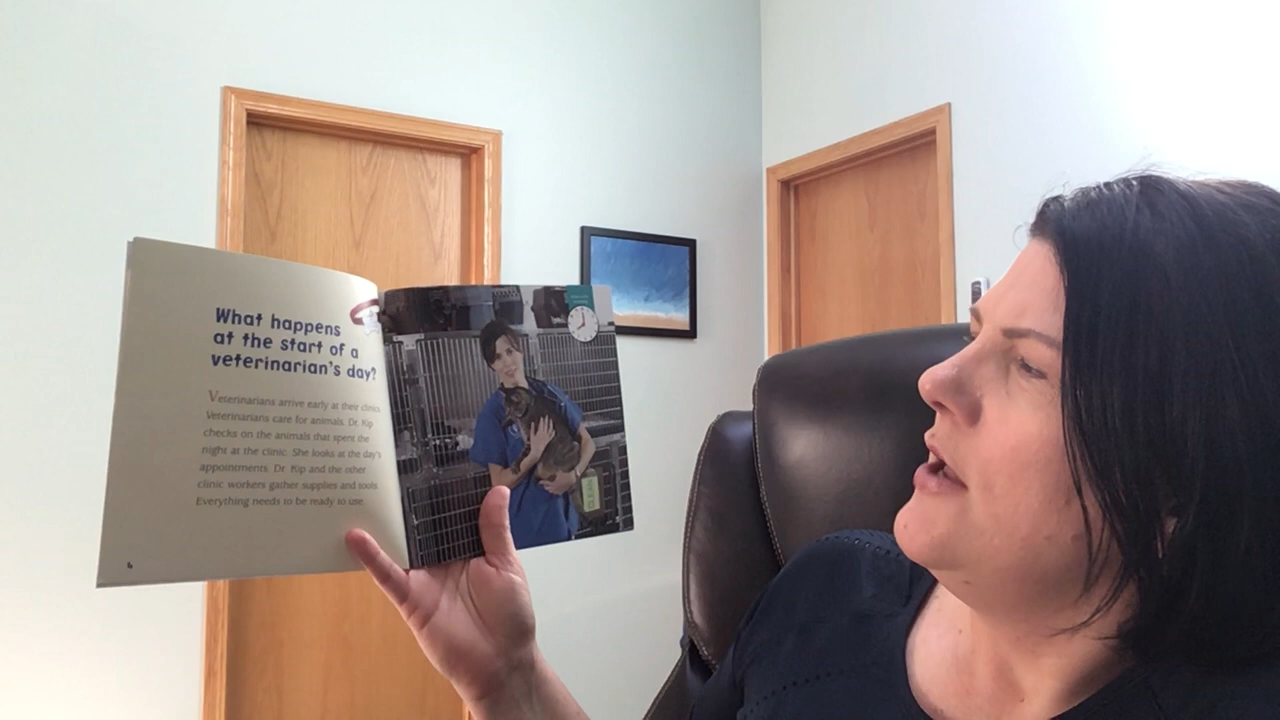 What happens
at the start of a
veterinarian's day?
Veterinarians arrive early at their clinic.
Veterinarians care for animals. Dr. Kip
checks on the animals that spent the
night at the clinic. She looks at the day's
appointments. Dr. Kip and the other
clinic workers gather supplies and tools.
Everything needs to be ready to use.
6
CLEAN